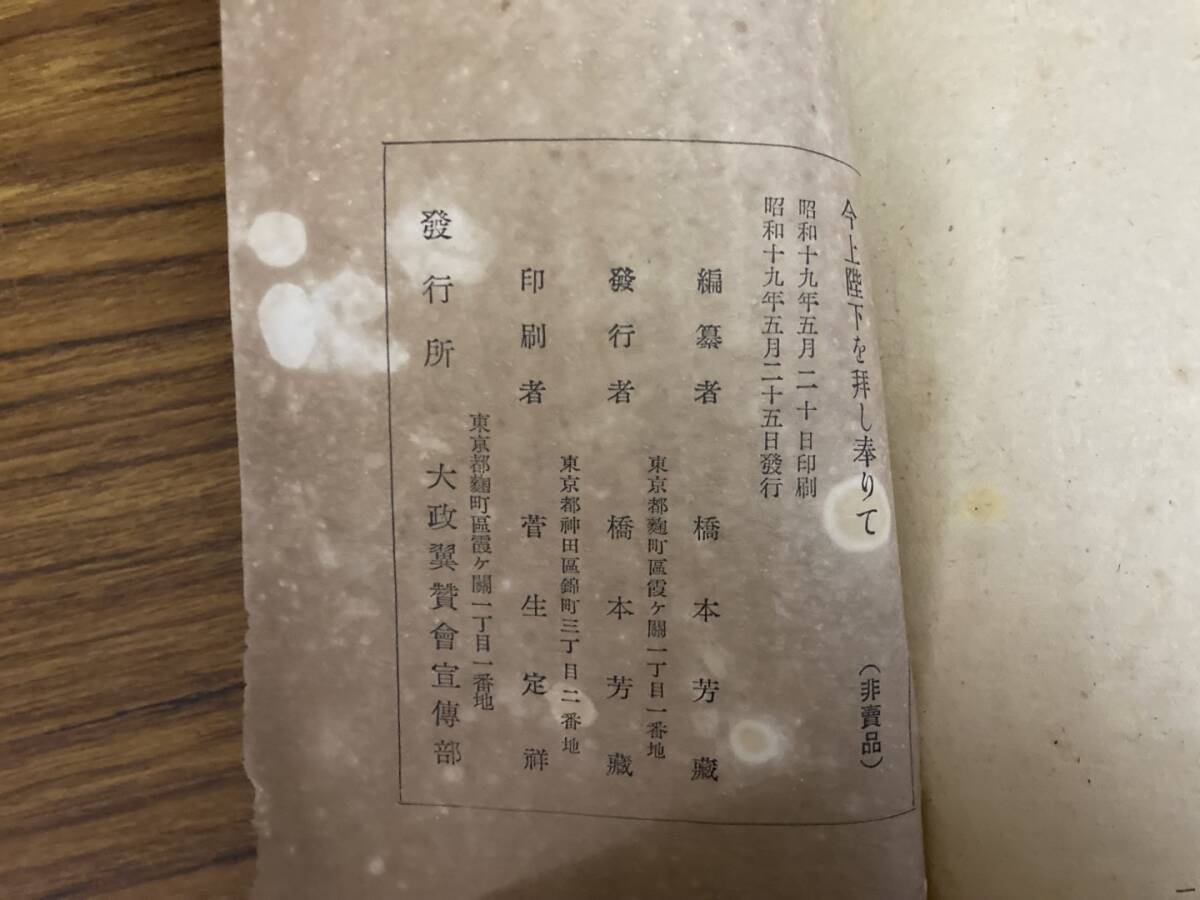 今上陛下を拜し奉りて
（非賣品）
昭和十九年五月二十日印刷
昭和十九年五月二十五日發行
編纂者 橋本芳藏
東京都麴町區霞ヶ關一丁目一番地
發行者 橋本芳藏
東京都神田區錦町三丁目二番地
印刷者 菅生定祥
東京都麴町區霞ヶ關一丁目一番地
發行所 大政翼贊會宣傳部
一